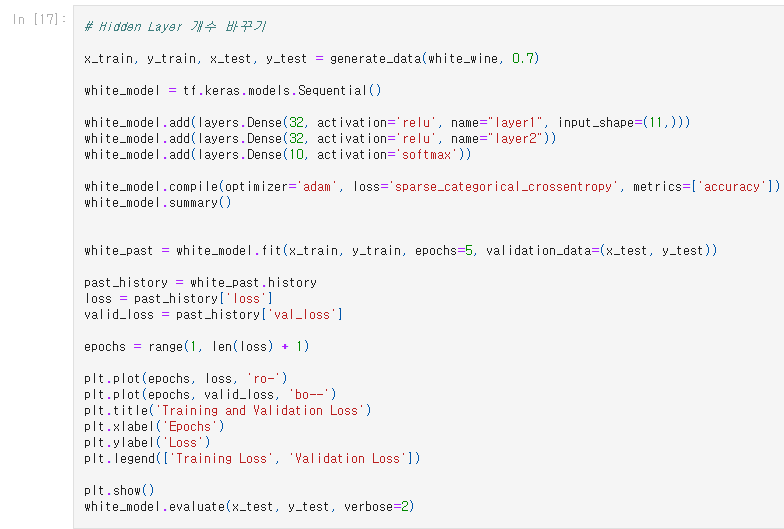 In [17]:
# Hidden Layer 개수 바꾸기
x_train, y_train, x_test, y_test = generate_data(white_wine, 0.7)
white_model = tf.keras.models.Sequential()
white_model.add(layers.Dense(32, activation='relu', name="layer1", input_shape=(11,)))
white_model.add(layers.Dense(32, activation='relu', name="layer2"))
white_model.add(layers.Dense(10, activation='softmax'))
white_model.compile(optimizer='adam', loss='sparse_categorical_crossentropy', metrics=['accuracy'])
white_model.summary()
white_past = white_model.fit(x_train, y_train, epochs=5, validation_data=(x_test, y_test))
past_history = white_past.history
loss = past_history['loss']
valid_loss = past_history['val_loss']
epochs = range(1, len(loss) + 1)
plt.plot(epochs, loss, 'ro-')
plt.plot(epochs, valid_loss, 'bo--')
plt.title('Training and Validation Loss')
plt.xlabel('Epochs')
plt.ylabel('Loss')
plt.legend(['Training Loss', 'Validation Loss'])
plt.show()
white_model.evaluate(x_test, y_test, verbose=2)